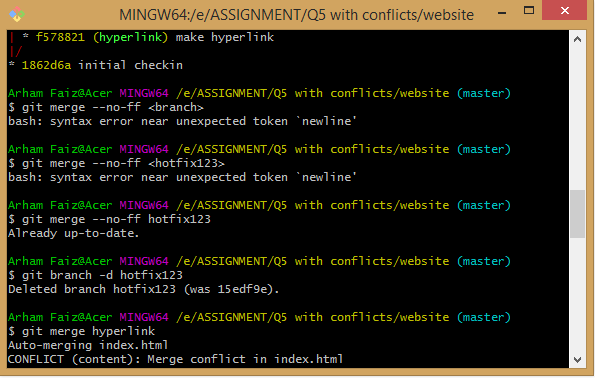 MINGW64:/e/ASSIGNMENT/Q5 with conflicts/website
| * f578821 (hyperlink) make hyperlink
|/
* 1862d6a initial checkin
Arham Faiz@Acer MINGW64 /e/ASSIGNMENT/Q5 with conflicts/website (master)
$ git merge --no-ff <branch>
bash: syntax error near unexpected token `newline'
Arham Faiz@Acer MINGW64 /e/ASSIGNMENT/Q5 with conflicts/website (master)
$ git merge --no-ff <hotfix123>
bash: syntax error near unexpected token `newline'
Arham Faiz@Acer MINGW64 /e/ASSIGNMENT/Q5 with conflicts/website (master)
$ git merge --no-ff hotfix123
Already up-to-date.
Arham Faiz@Acer MINGW64 /e/ASSIGNMENT/Q5 with conflicts/website (master)
$ git branch -d hotfix123
Deleted branch hotfix123 (was 15edf9e).
Arham Faiz@Acer MINGW64 /e/ASSIGNMENT/Q5 with conflicts/website (master)
$ git merge hyperlink
Auto-merging index.html
CONFLICT (content): Merge conflict in index.html